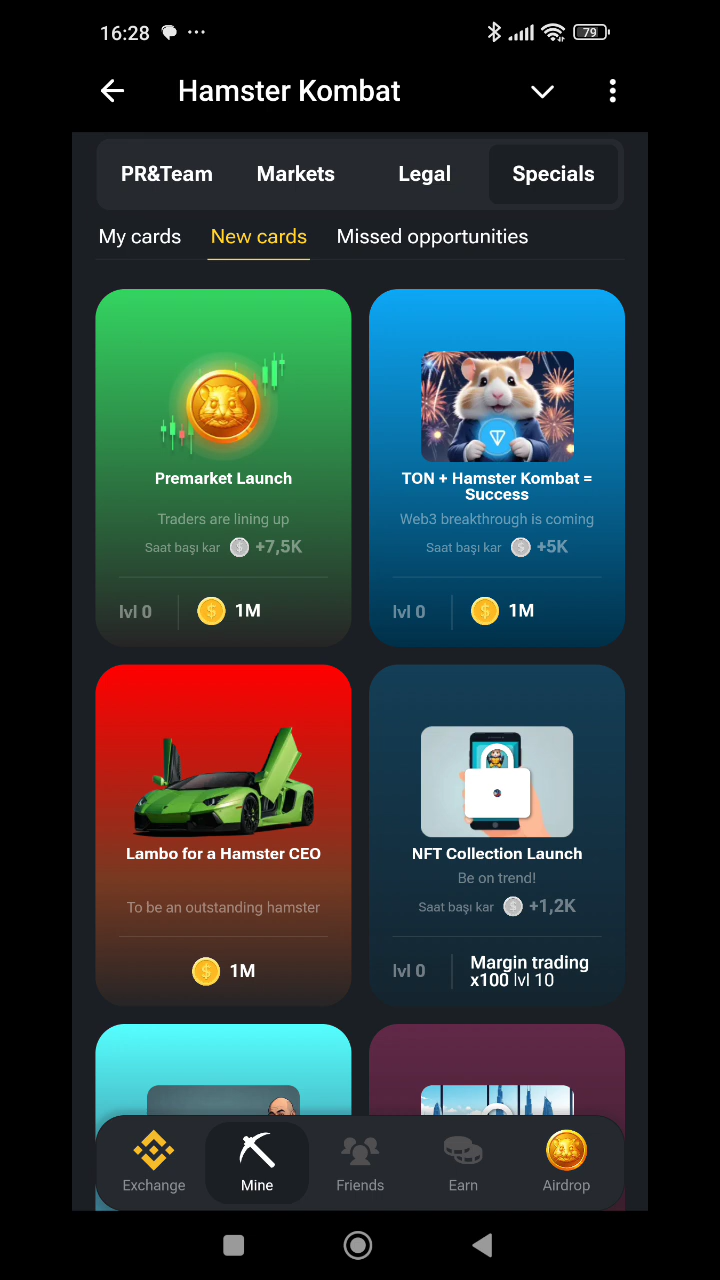 16:28
79
Hamster Kombat
PR&Team Markets Legal Specials
My cards New cards Missed opportunities
Premarket Launch
Traders are lining up
Saat başı kar +7,5K
lvl 0 1M
TON + Hamster Kombat =
Success
Web3 breakthrough is coming
Saat başı kar +5K
lvl 0 1M
Lambo for a Hamster CEO
To be an outstanding hamster
1M
NFT Collection Launch
Be on trend!
Saat başı kar +1,2K
lvl 0 Margin trading
x100 lvl 10
Exchange Mine Friends Earn Airdrop